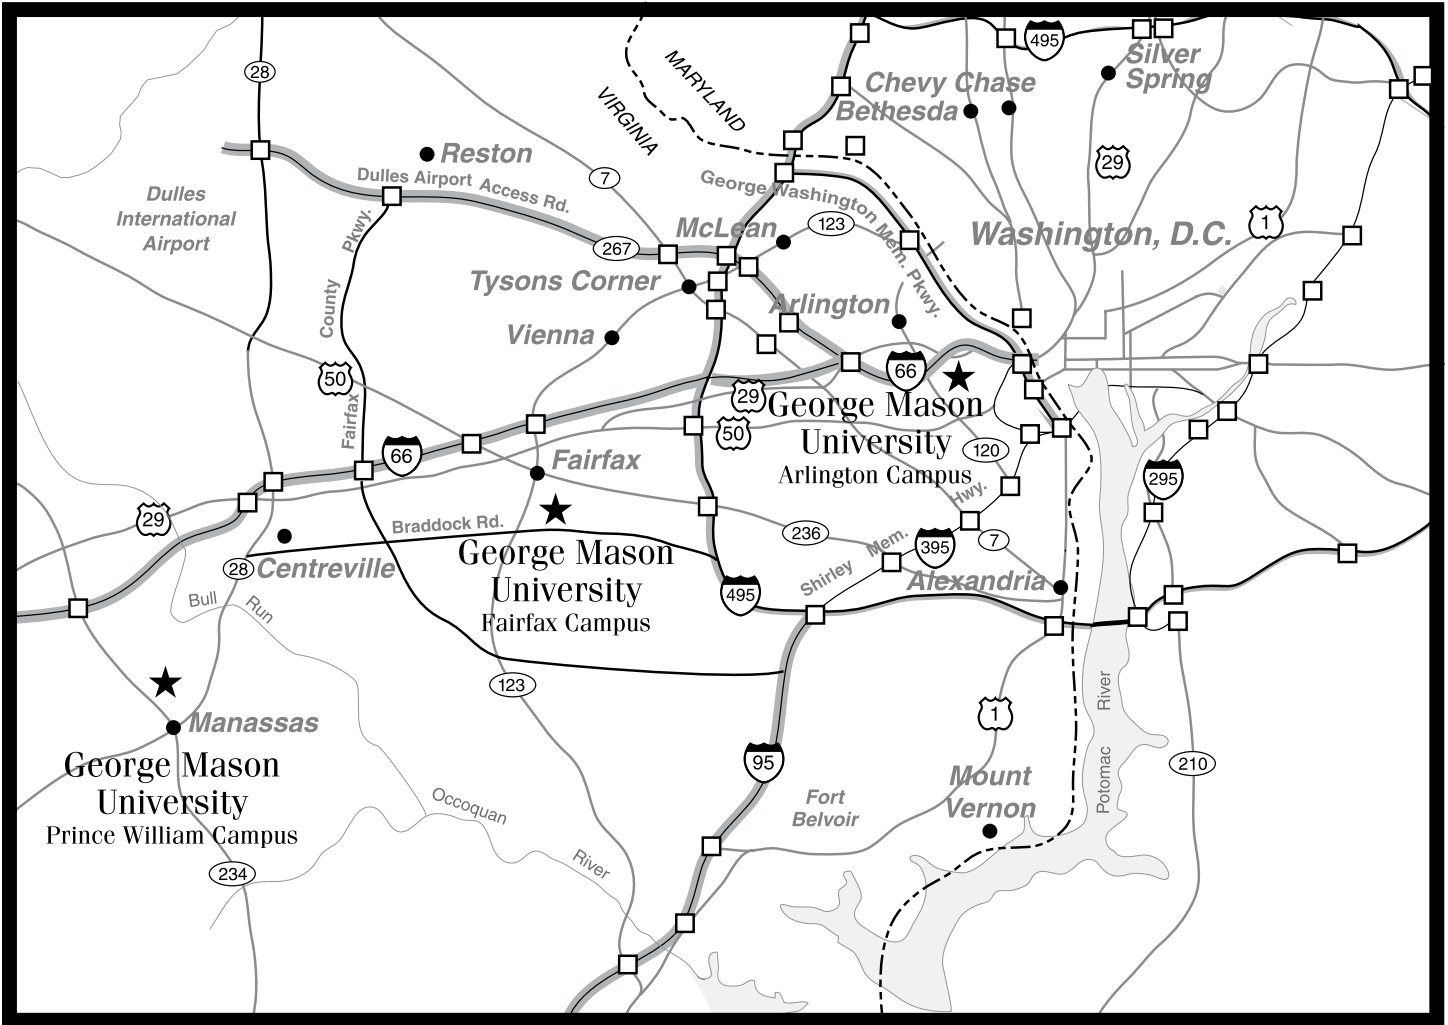 495
Silver
Spring
MARYLAND
28
Chevy Chase
Bethesda
VIRGINIA
Reston
29
Dulles Airport Access Rd.
7
George Washington Mem. Pkwy.
Dulles
International
Airport
Pkwy.
County
Fairfax
McLean
123
1
Washington, D.C.
267
Tysons Corner
Arlington
Vienna
50
66
29
George Mason
University
Arlington Campus
50
66
120
Fairfax
295
Hwy.
29
Braddock Rd.
236
Mem.
395
7
George Mason
University
Fairfax Campus
28
Centreville
Shirley
Alexandria
495
Bull
Run
123
River
1
Manassas
95
210
George Mason
University
Prince William Campus
Mount
Vernon
Potomac
Fort
Belvoir
Occoquan
River
234